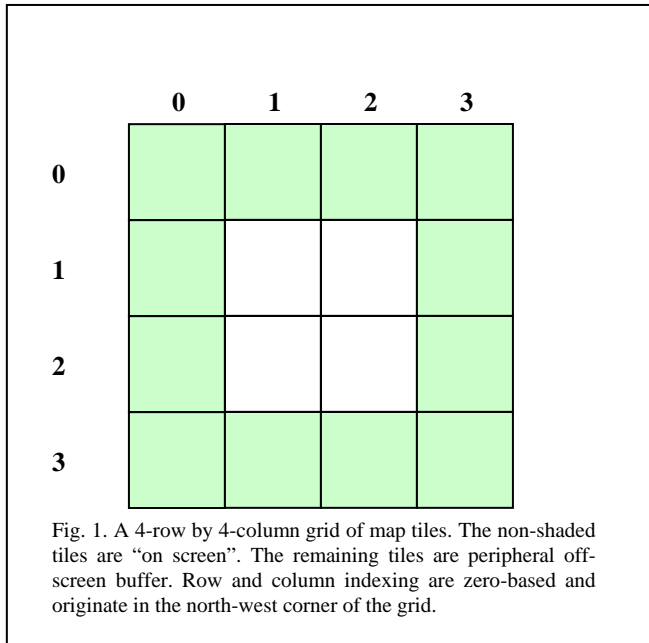 0 1 2 3
0
1
2
3
Fig. 1. A 4-row by 4-column grid of map tiles. The non-shaded
tiles are “on screen”. The remaining tiles are peripheral off-
screen buffer. Row and column indexing are zero-based and
originate in the north-west corner of the grid.